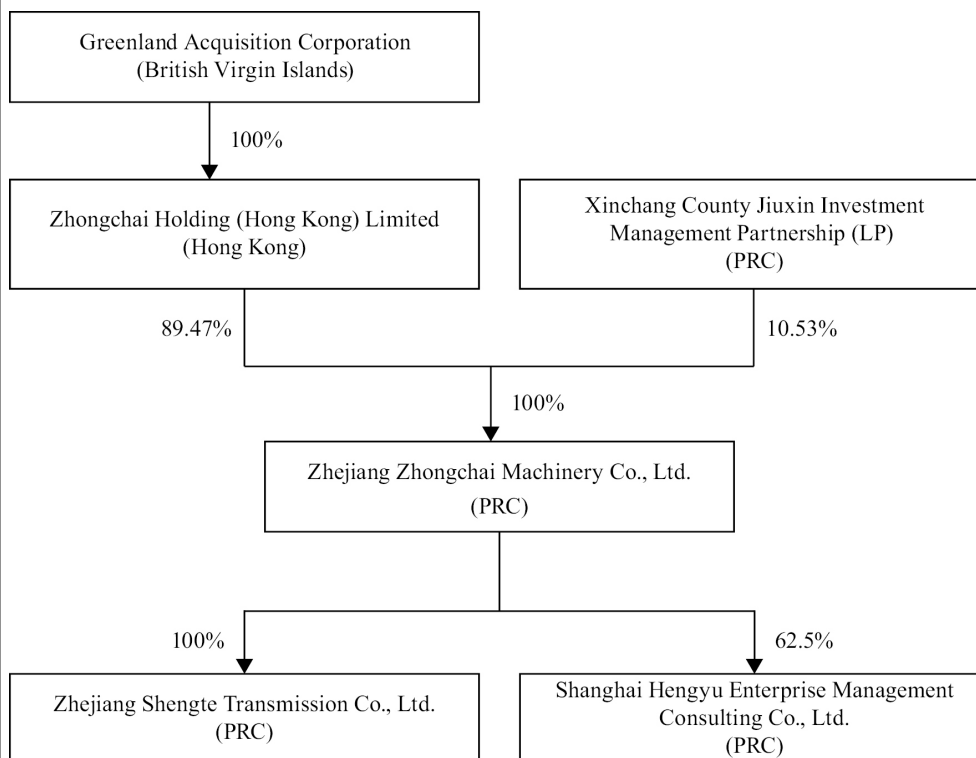 Greenland Acquisition Corporation
(British Virgin Islands)
100%
Zhongchai Holding (Hong Kong) Limited
(Hong Kong)
Xinchang County Jiuxin Investment
Management Partnership (LP)
(PRC)
89.47%
10.53%
100%
Zhejiang Zhongchai Machinery Co., Ltd.
(PRC)
100%
62.5%
Zhejiang Shengte Transmission Co., Ltd.
(PRC)
Shanghai Hengyu Enterprise Management
Consulting Co., Ltd.
(PRC)